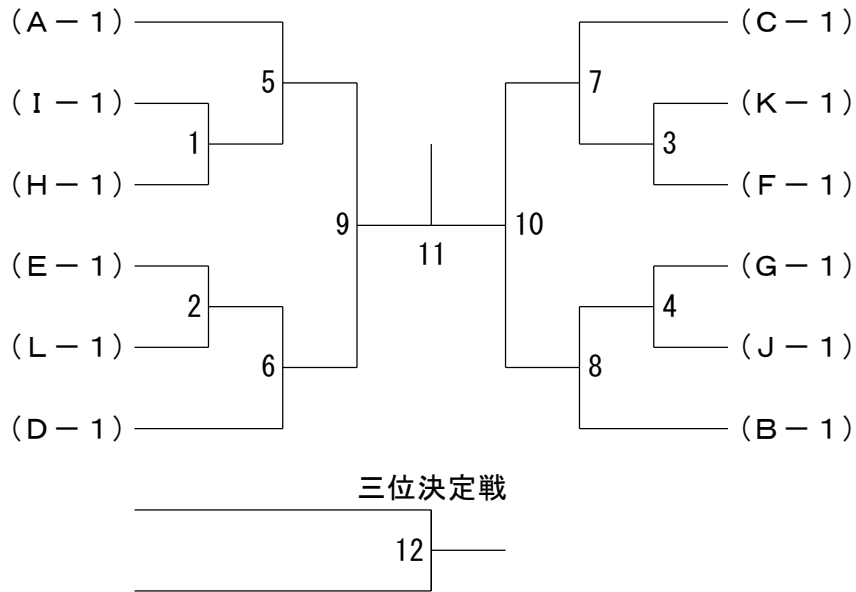 (A－1) (C－1)
5 7
(I－1) (K－1)
1 3
(H－1) (F－1)
9 10
11
(E－1) (G－1)
2 4
(L－1) (J－1)
6 8
(D－1) (B－1)
三位決定戦
12